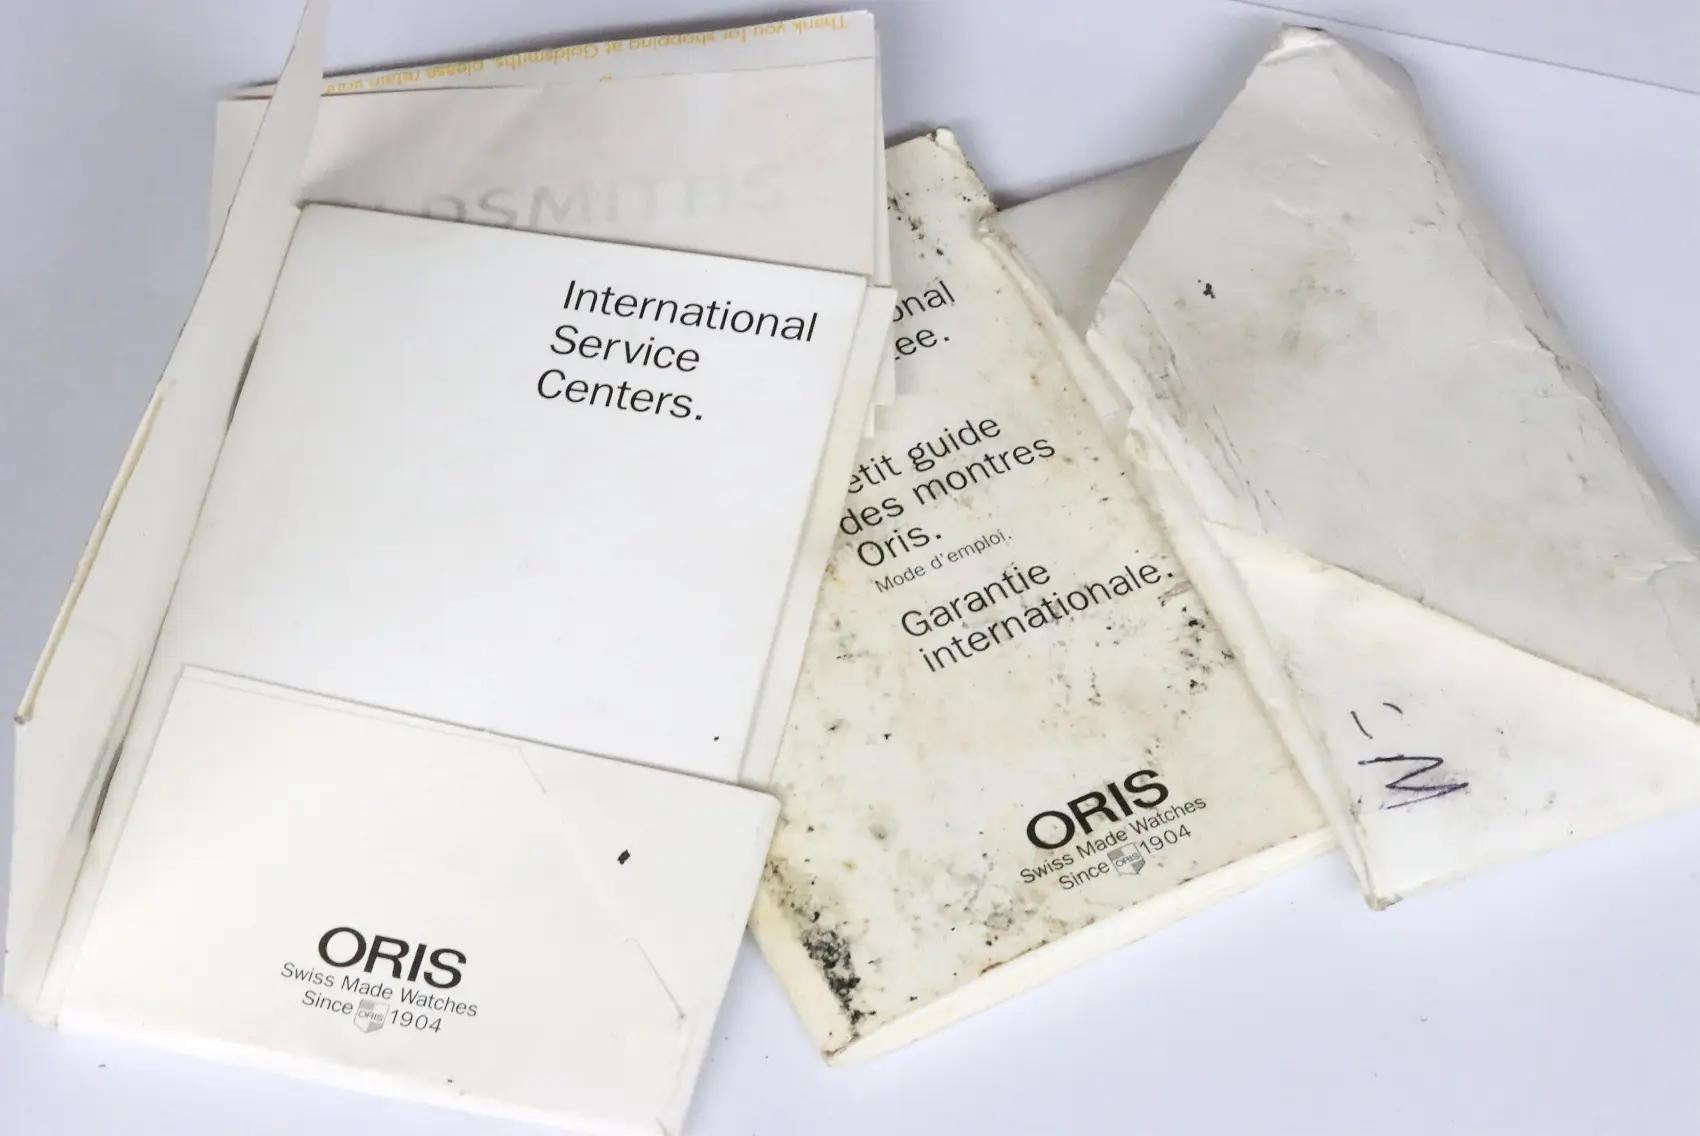 Thank you for shopping at Goldsmiths, please retain your
LDSMITHS
International
Service
Centers.
ORIS
Swiss Made Watches
Since ORIS 1904
onal
ee.
etit guide
des montres
Oris.
Mode d'emploi.
Garantie
internationale.
ORIS
Swiss Made Watches
Since ORIS 1904